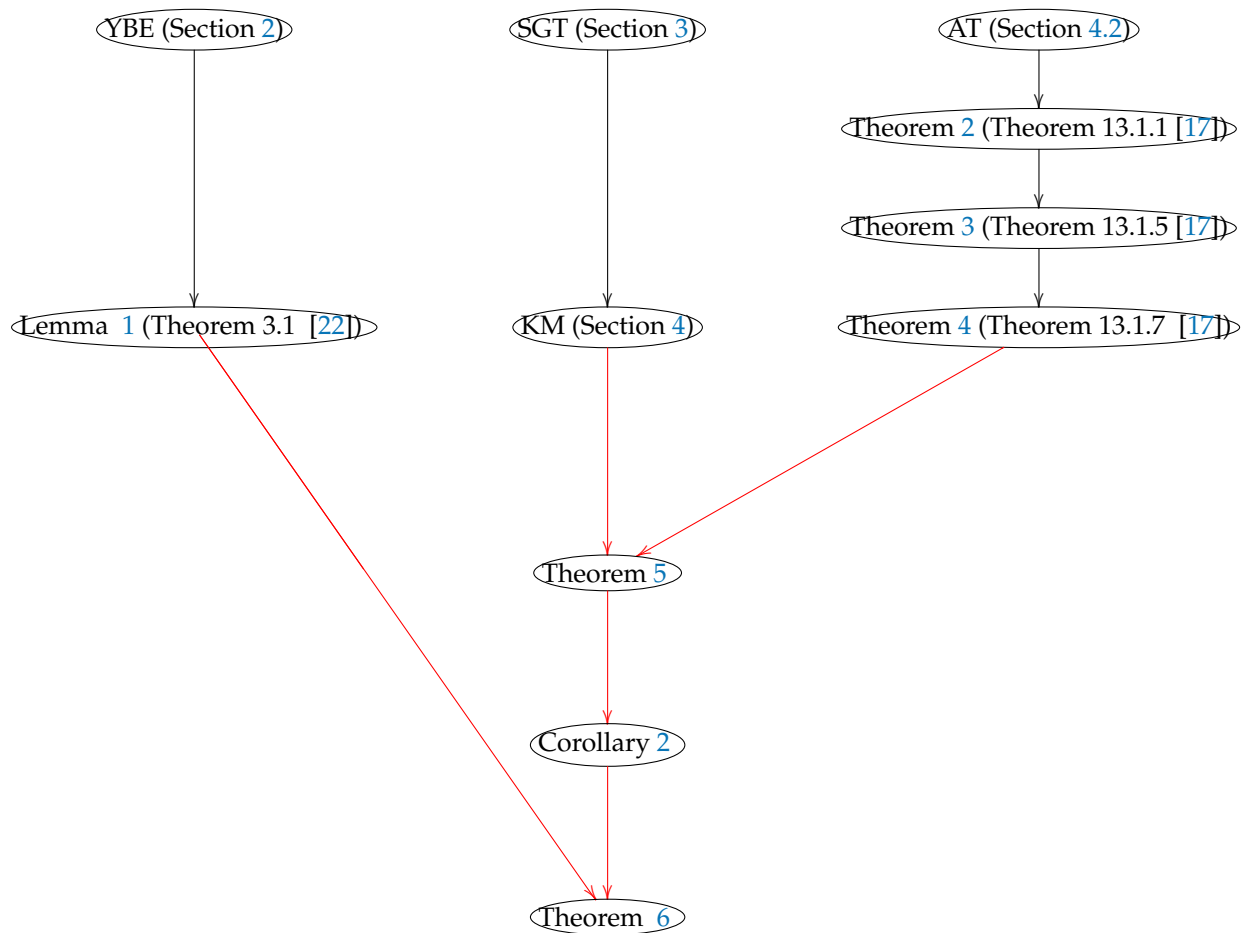 YBE (Section 2)
SGT (Section 3)
AT (Section 4.2)
Theorem 2 (Theorem 13.1.1 [17])
Theorem 3 (Theorem 13.1.5 [17])
Lemma 1 (Theorem 3.1 [22])
KM (Section 4)
Theorem 4 (Theorem 13.1.7 [17])
Theorem 5
Corollary 2
Theorem 6